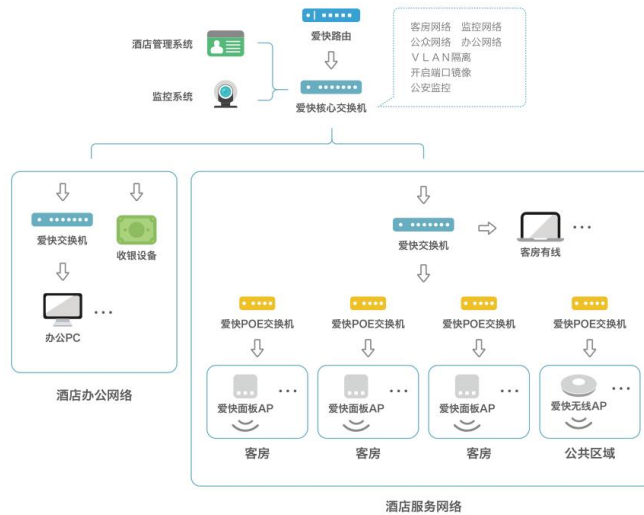 爱快路由
酒店管理系统
监控系统
爱快核心交换机
客房网络 监控网络
公众网络 办公网络
VLAN隔离
开启端口镜像
公安监控
爱快交换机
收银设备
办公PC
...
酒店办公网络
爱快交换机
客房有线
...
爱快POE交换机 爱快POE交换机 爱快POE交换机 爱快POE交换机
... ... ... ...
爱快面板AP 爱快面板AP 爱快面板AP 爱快无线AP
客房 客房 客房 公共区域
酒店服务网络